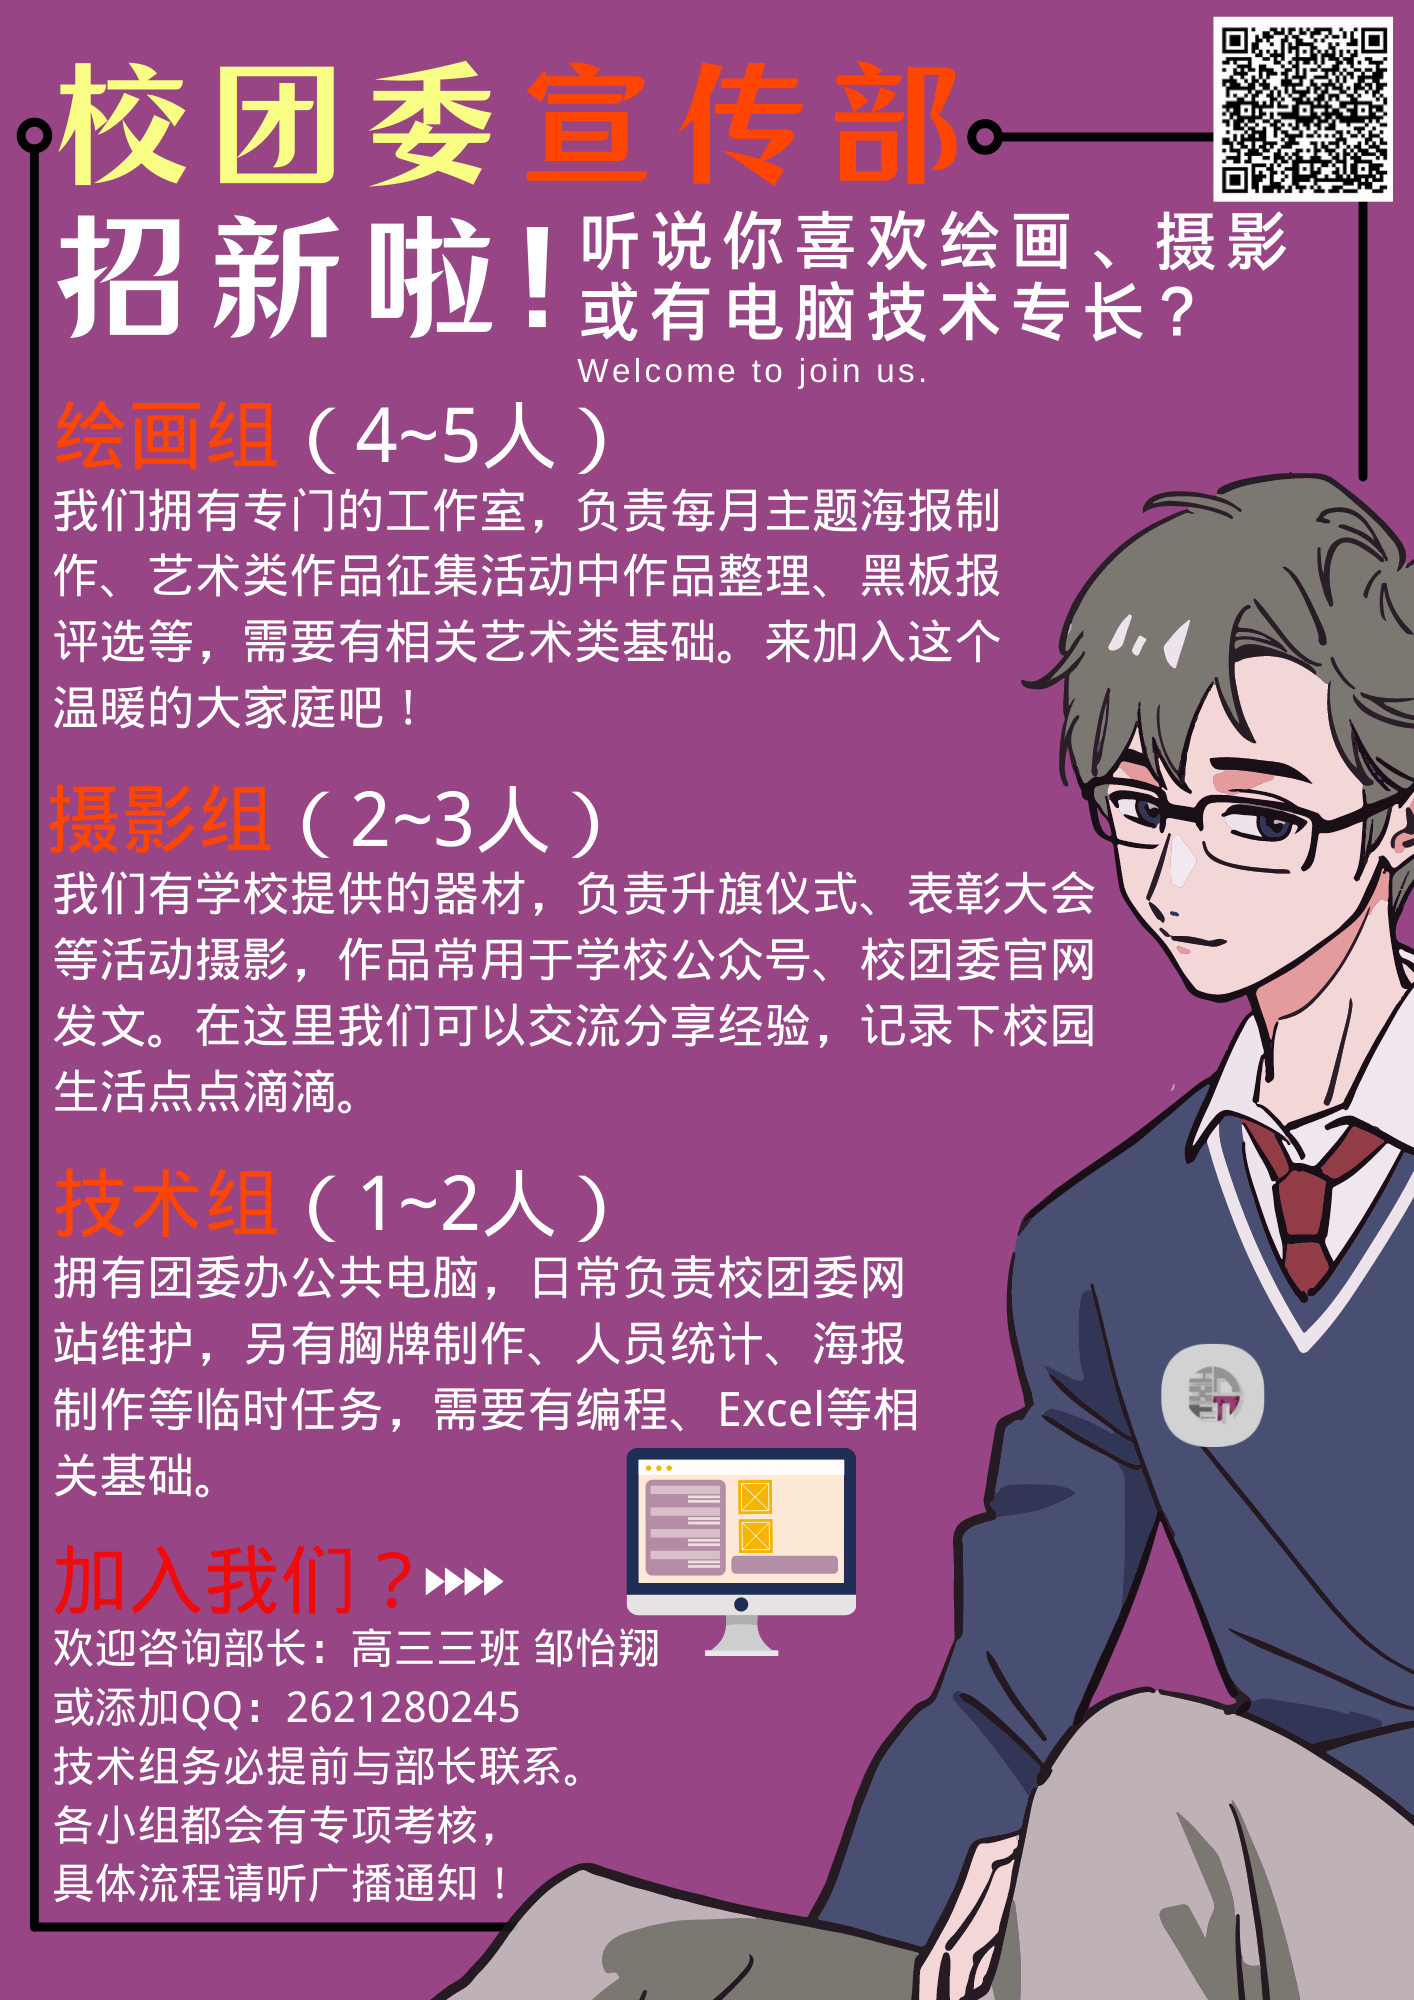 校团委宣传部
招新啦！
听说你喜欢绘画、摄影
或有电脑技术专长？
Welcome to join us.
绘画组（4~5人）
我们拥有专门的工作室，负责每月主题海报制
作、艺术类作品征集活动中作品整理、黑板报
评选等，需要有相关艺术类基础。来加入这个
温暖的大家庭吧！
摄影组（2~3人）
我们有学校提供的器材，负责升旗仪式、表彰大会
等活动摄影，作品常用于学校公众号、校团委官网
发文。在这里我们可以交流分享经验，记录下校园
生活点点滴滴。
技术组（1~2人）
拥有团委办公共电脑，日常负责校团委网
站维护，另有胸牌制作、人员统计、海报
制作等临时任务，需要有编程、Excel等相
关基础。
加入我们？
欢迎咨询部长：高三三班 邹怡翔
或添加QQ：2621280245
技术组务必提前与部长联系。
各小组都会有专项考核，
具体流程请听广播通知！